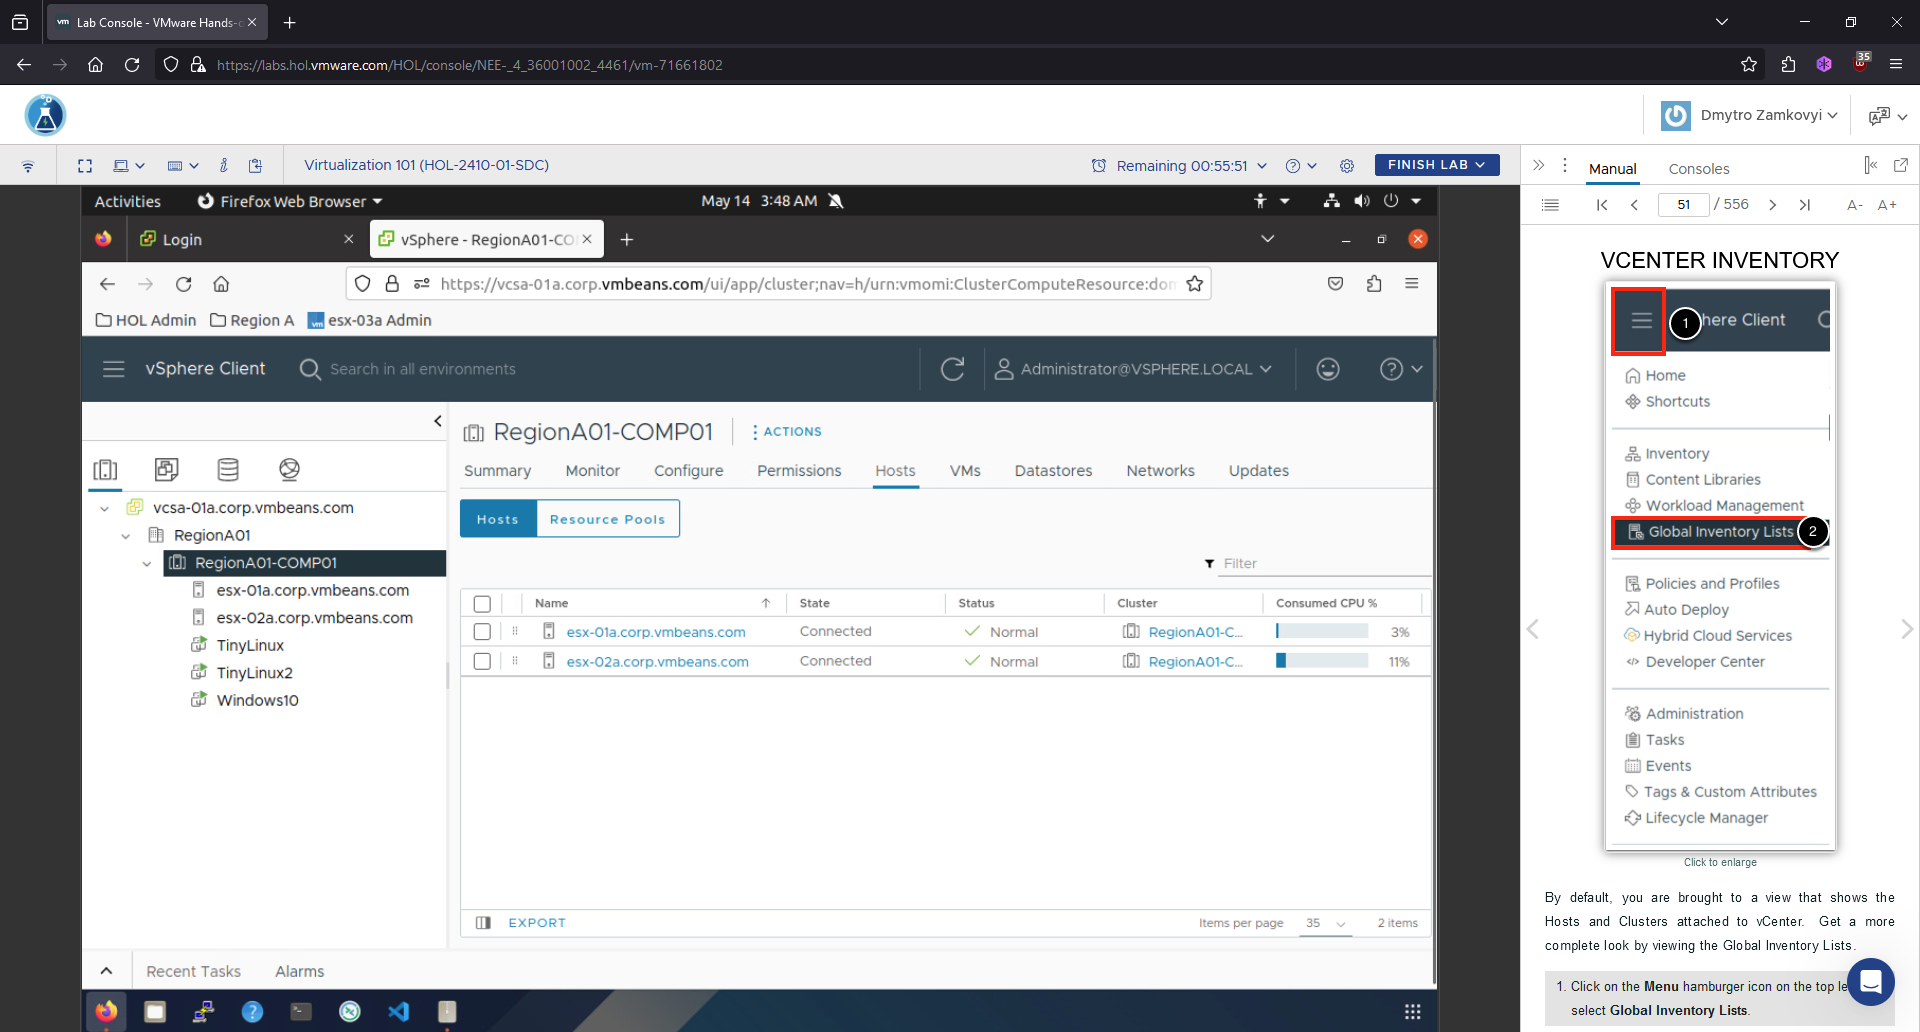 Lab Console - VMware Hands-o
https://labs.hol.vmware.com/HOL/console/NEE-_4_36001002_4461/vm-71661802
35
Dmytro Zamkovyi
Virtualization 101 (HOL-2410-01-SDC)
Remaining 00:55:51
FINISH LAB
Manual
Consoles
51 / 556
A-
A+
Activities
Firefox Web Browser
May 14 3:48 AM
Login
vSphere - RegionA01-CO
https://vcsa-01a.corp.vmbeans.com/ui/app/cluster;nav=h/urn:vmomi:ClusterComputeResource:don
HOL Admin
Region A
esx-03a Admin
vSphere Client
Search in all environments
Administrator@VSPHERE.LOCAL
vcsa-01a.corp.vmbeans.com
RegionA01
RegionA01-COMP01
esx-01a.corp.vmbeans.com
esx-02a.corp.vmbeans.com
TinyLinux
TinyLinux2
Windows10
RegionA01-COMP01
ACTIONS
Summary Monitor Configure Permissions Hosts VMs Datastores Networks Updates
Hosts
Resource Pools
Filter
Name State Status Cluster Consumed CPU %
esx-01a.corp.vmbeans.com Connected Normal RegionA01-C... 3%
esx-02a.corp.vmbeans.com Connected Normal RegionA01-C... 11%
EXPORT
Items per page 35 2 items
Recent Tasks
Alarms
VCENTER INVENTORY
1
here Client
Home
Shortcuts
Inventory
Content Libraries
Workload Management
Global Inventory Lists
2
Policies and Profiles
Auto Deploy
Hybrid Cloud Services
Developer Center
Administration
Tasks
Events
Tags & Custom Attributes
Lifecycle Manager
Click to enlarge
By default, you are brought to a view that shows the
Hosts and Clusters attached to vCenter. Get a more
complete look by viewing the Global Inventory Lists.
1. Click on the Menu hamburger icon on the top le
select Global Inventory Lists.